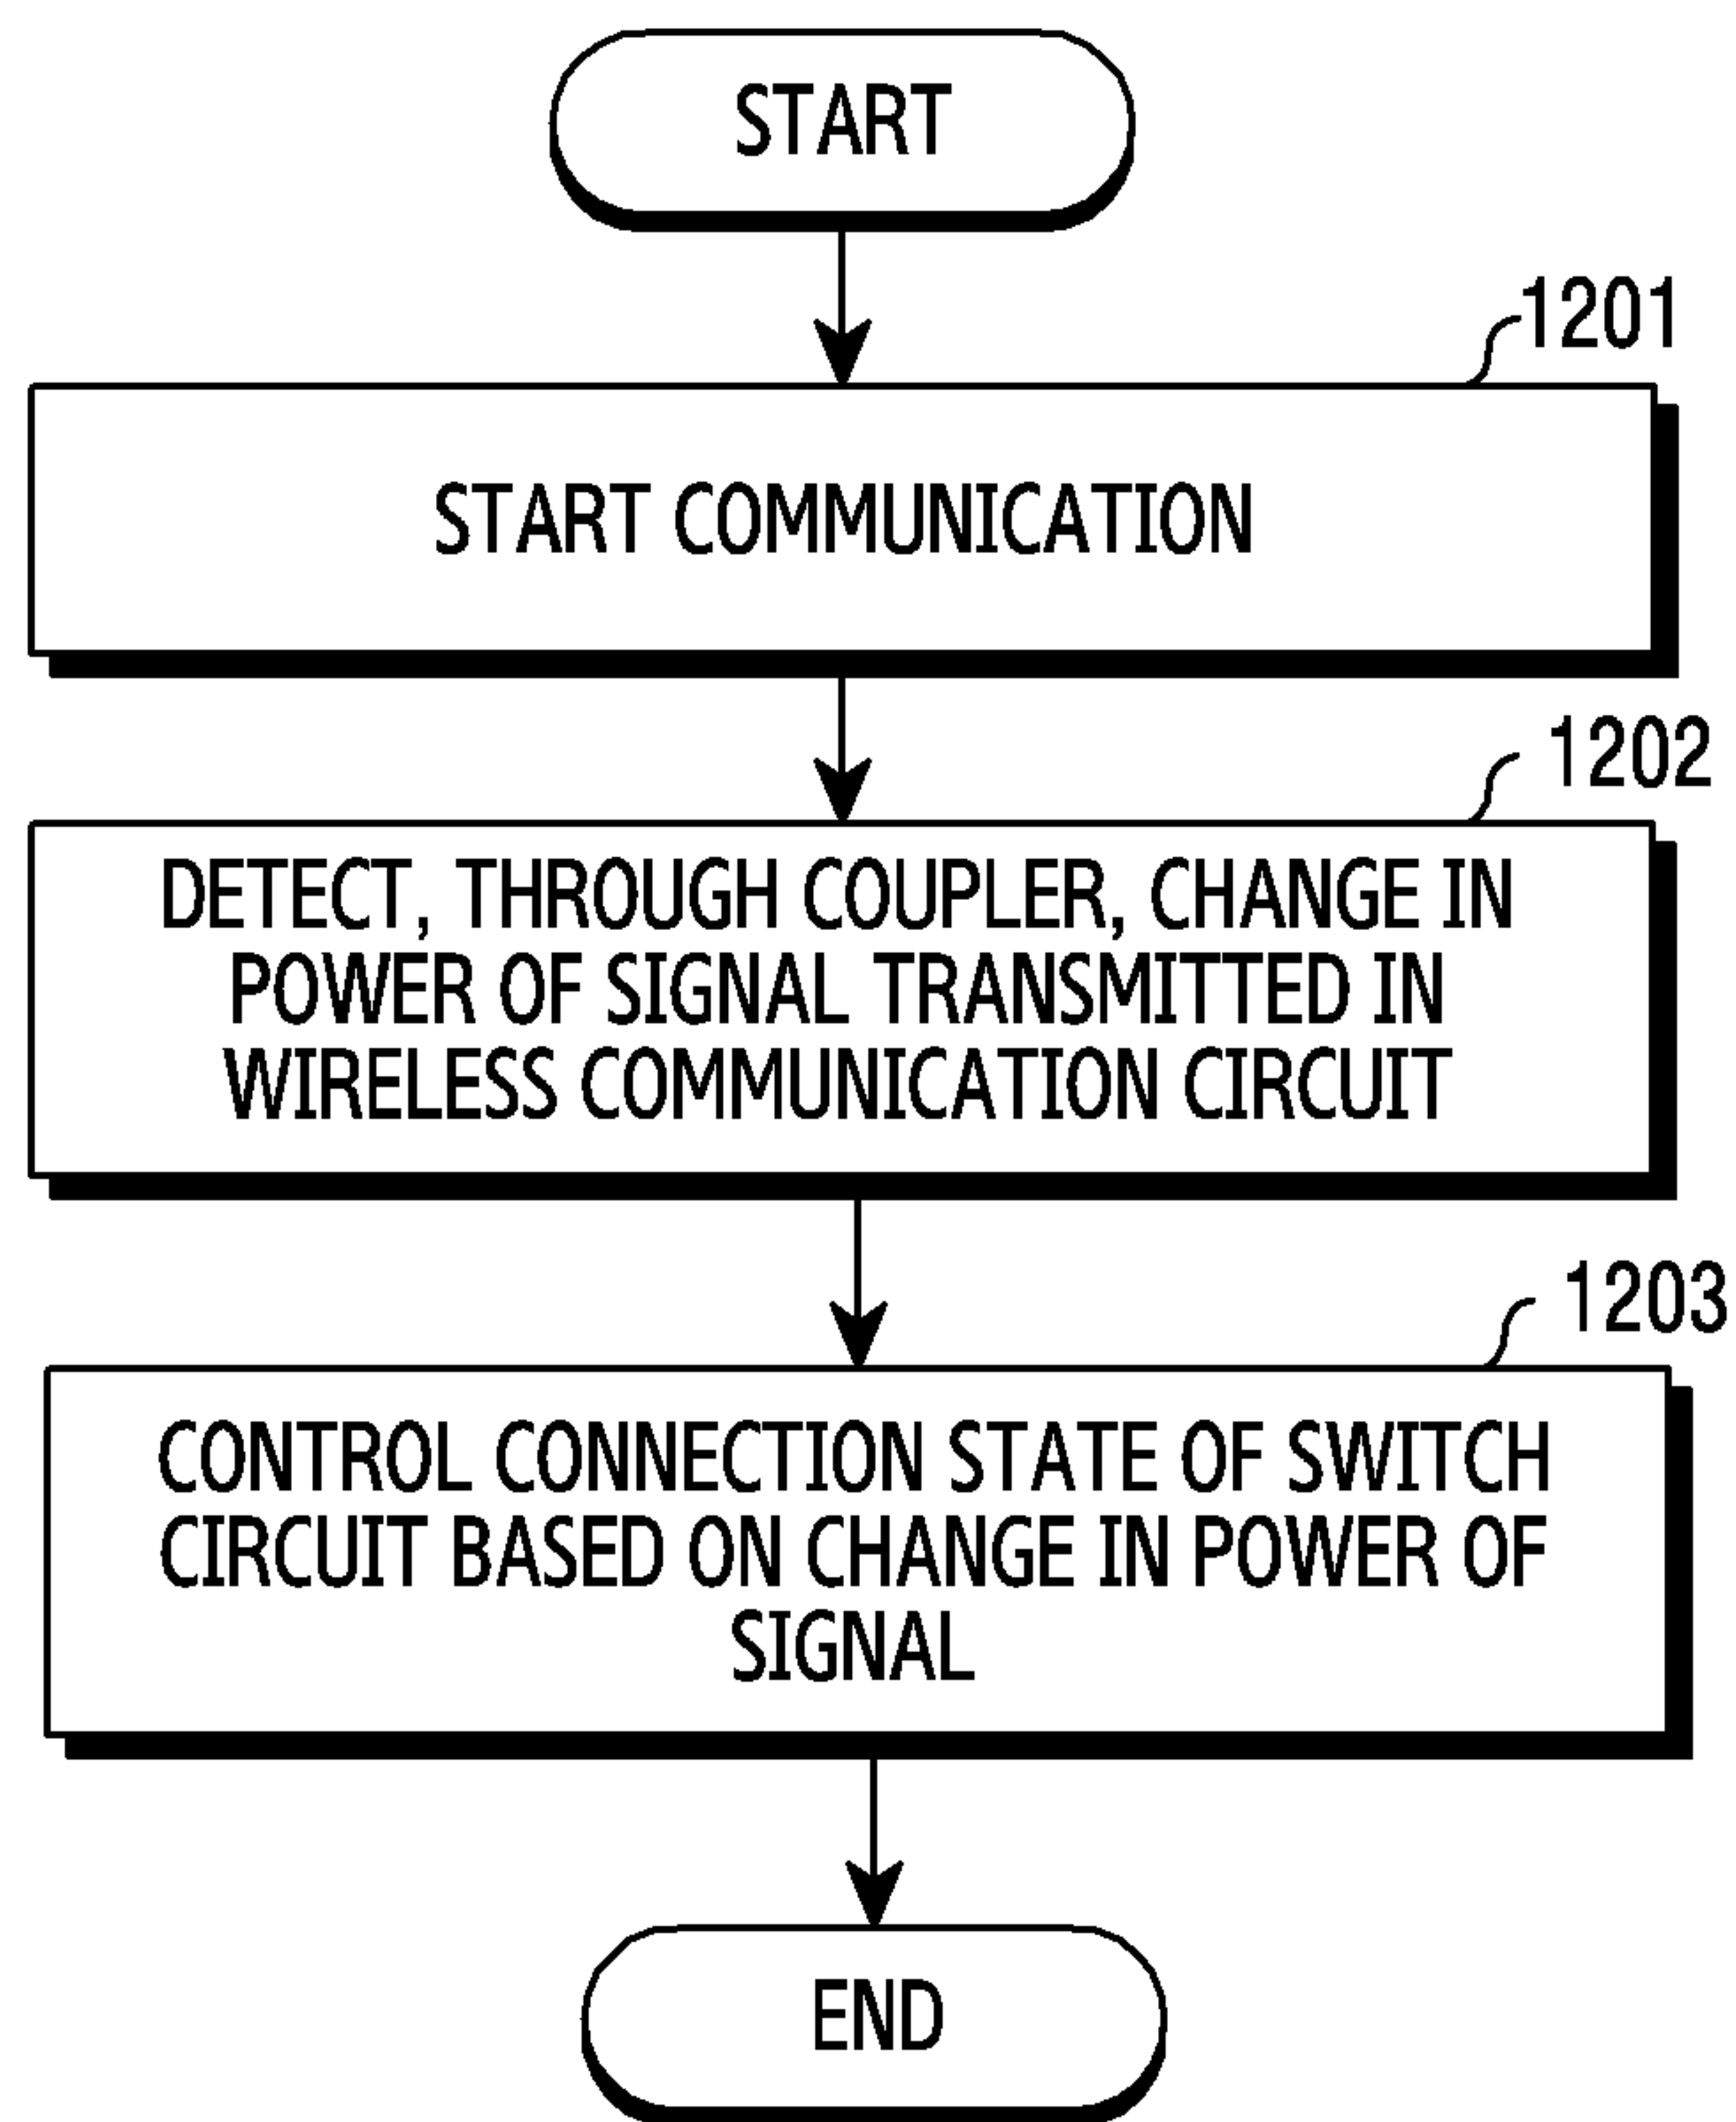 START
1201
START COMMUNICATION
1202
DETECT, THROUGH COUPLER, CHANGE IN
POWER OF SIGNAL TRANSMITTED IN
WIRELESS COMMUNICATION CIRCUIT
1203
CONTROL CONNECTION STATE OF SWITCH
CIRCUIT BASED ON CHANGE IN POWER OF
SIGNAL
END